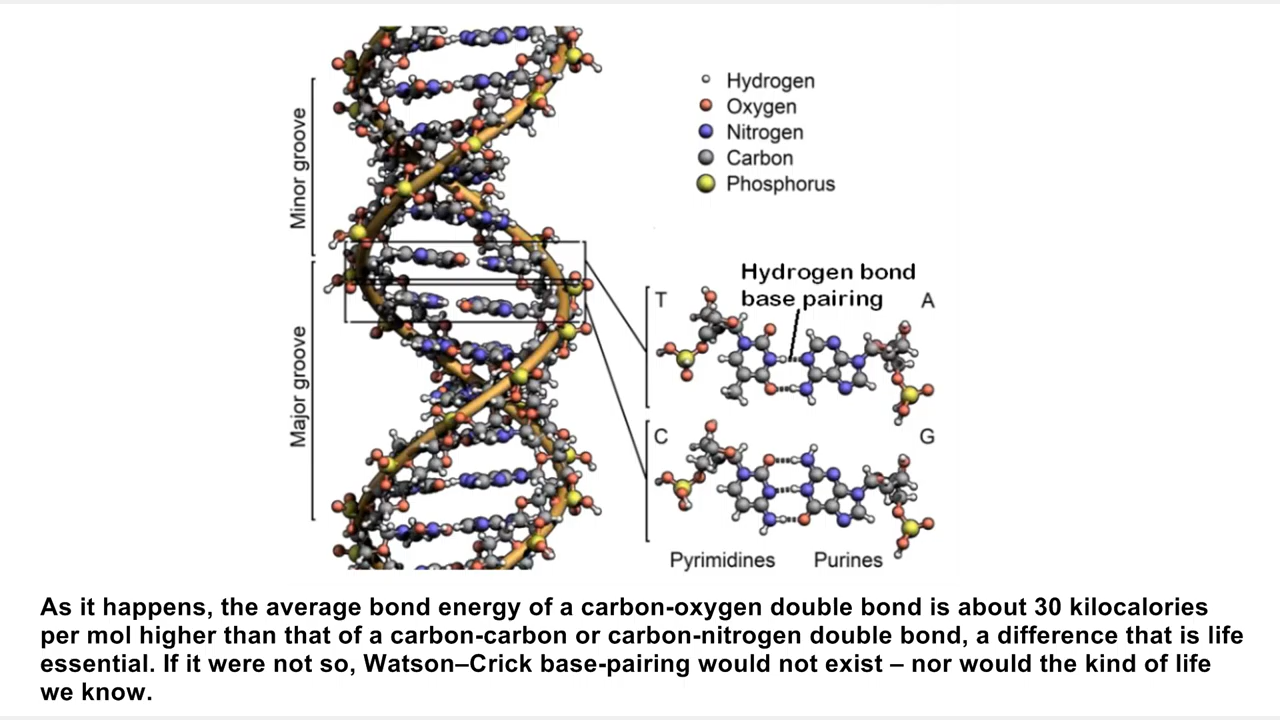 Minor groove
Major groove
Hydrogen
Oxygen
Nitrogen
Carbon
Phosphorus
Hydrogen bond
base pairing
T
A
C
G
Pyrimidines
Purines
As it happens, the average bond energy of a carbon-oxygen double bond is about 30 kilocalories
per mol higher than that of a carbon-carbon or carbon-nitrogen double bond, a difference that is life
essential. If it were not so, Watson–Crick base-pairing would not exist – nor would the kind of life
we know.